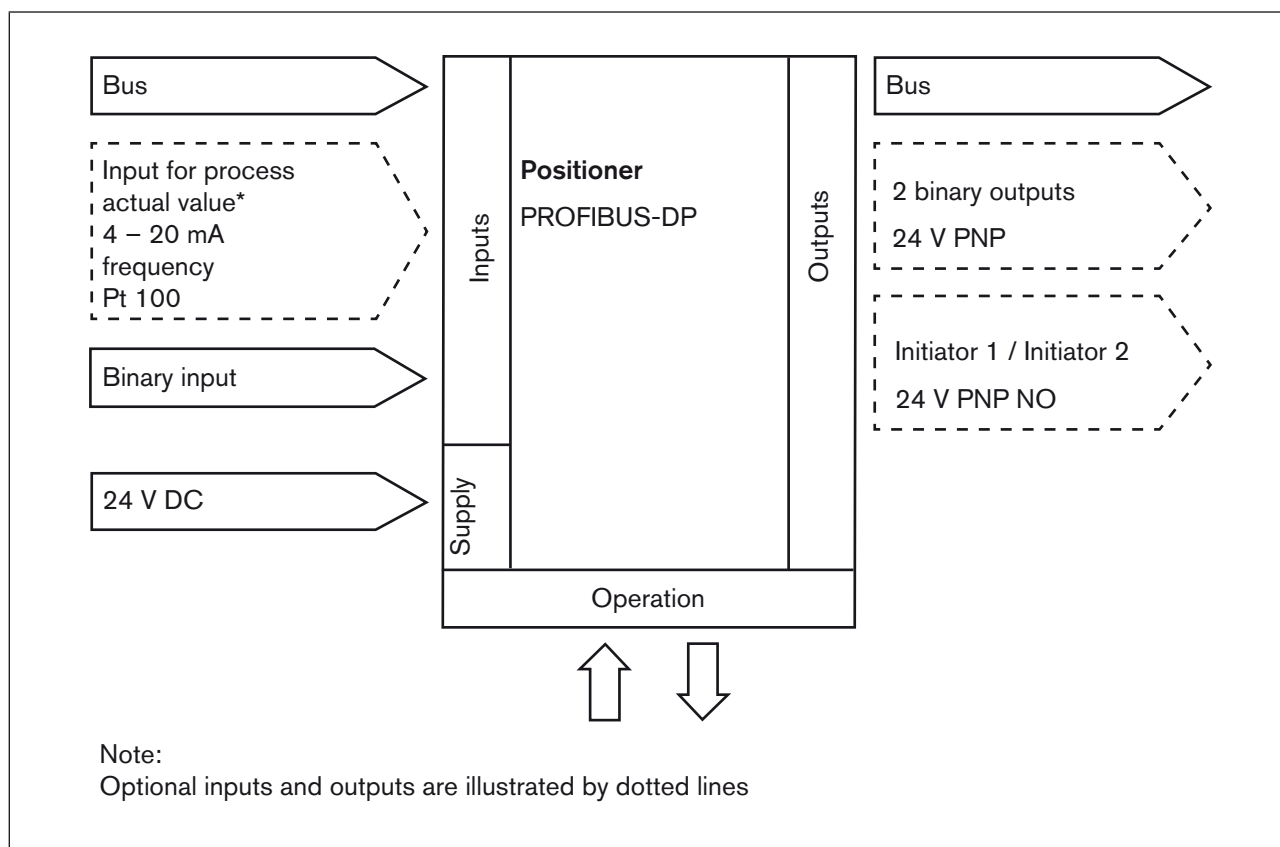 Bus
Input for process
actual value*
4 – 20 mA
frequency
Pt 100
Binary input
24 V DC
Inputs
Supply
Positioner
PROFIBUS-DP
Outputs
Operation
Bus
2 binary outputs
24 V PNP
Initiator 1 / Initiator 2
24 V PNP NO
Note:
Optional inputs and outputs are illustrated by dotted lines